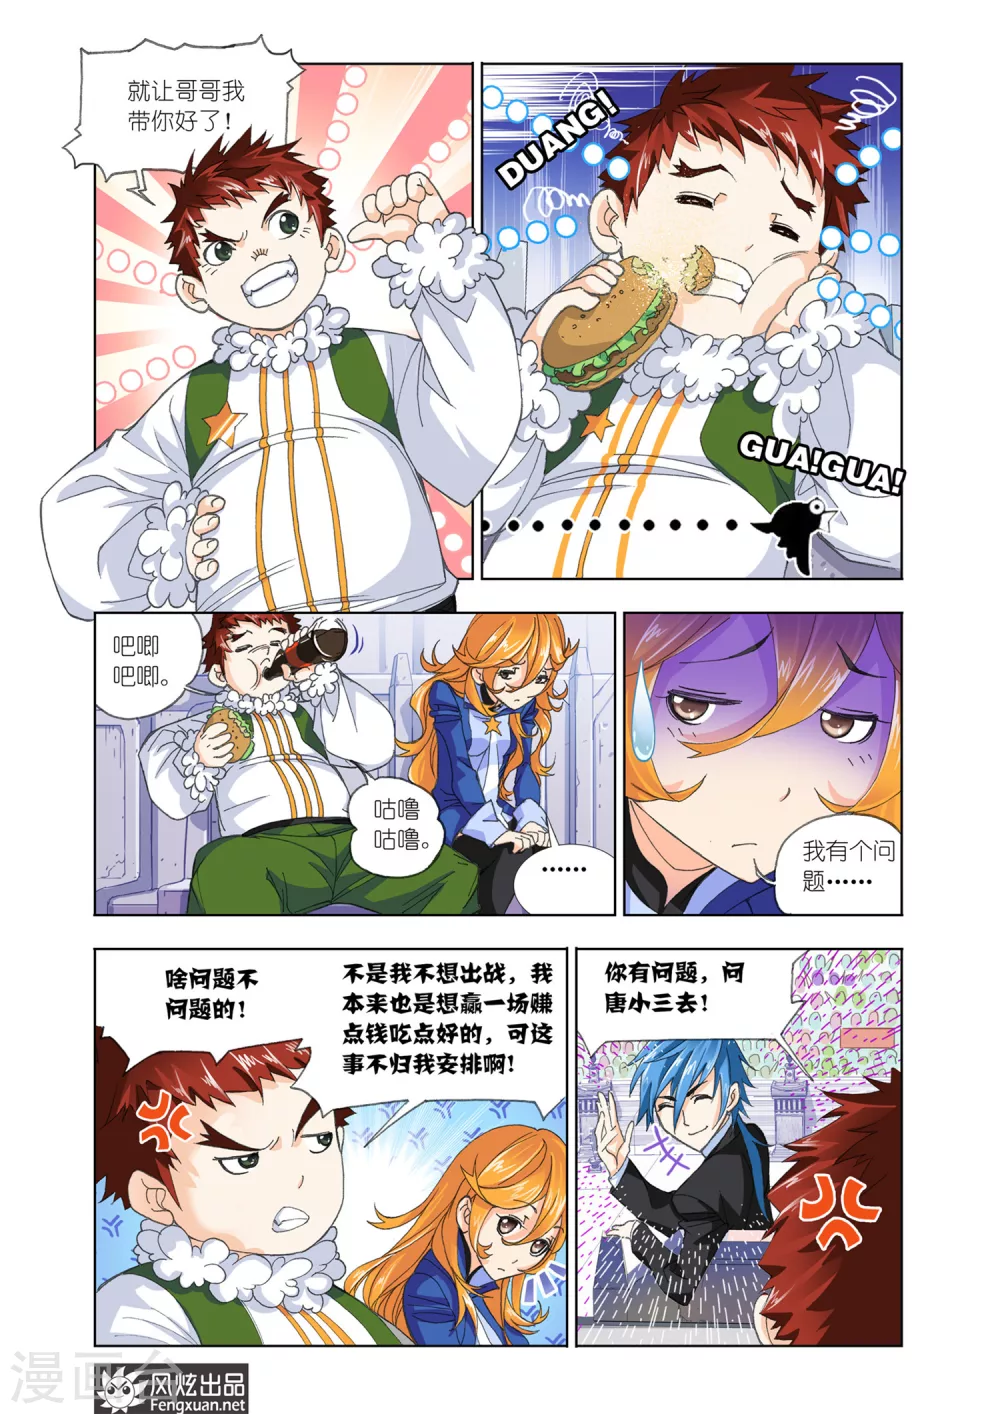 就让哥哥我
带你好了！
DUANG!
GUA!GUA!
吧唧
吧唧。
咕噜
咕噜。
……
我有个问
题……
啥问题不
问题的！
不是我不想出战，我
本来也是想赢一场赚
点钱吃点好的，可这
事不归我安排啊！
你有问题，问
唐小三去！
漫画台
风炫出品
Fengxuan.net